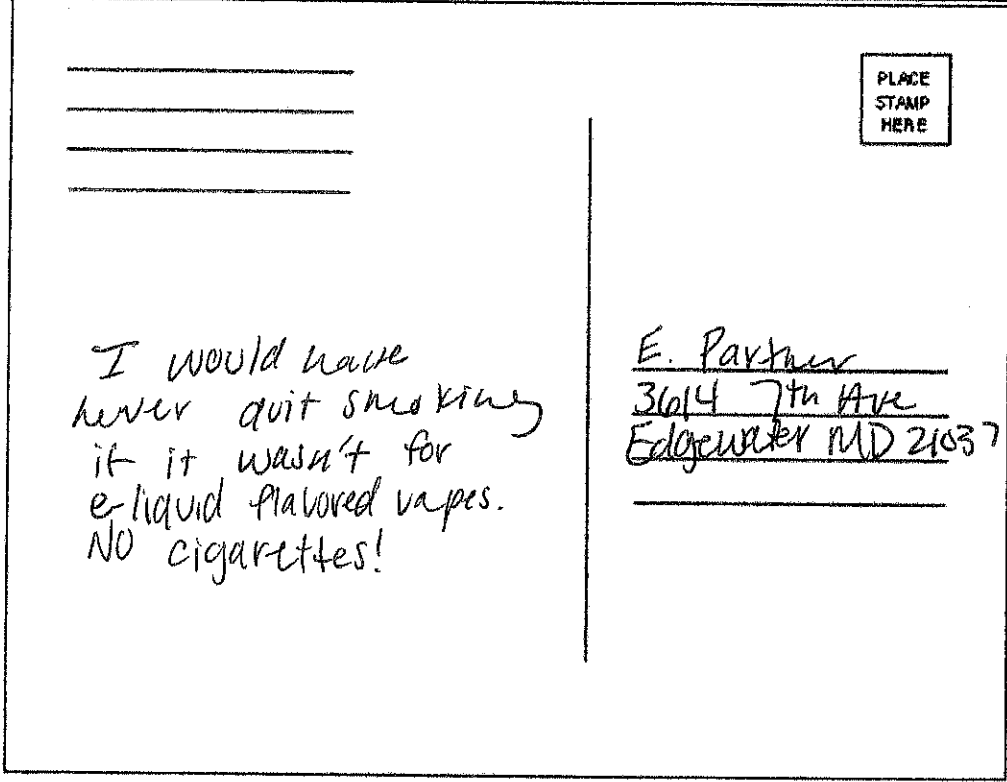 PLACE
STAMP
HERE
I would have
never quit smoking
if it wasn't for
e-liquid flavored vapes.
NO cigarettes!
E. Partner
3614 7th Ave
Edgewater MD 21037